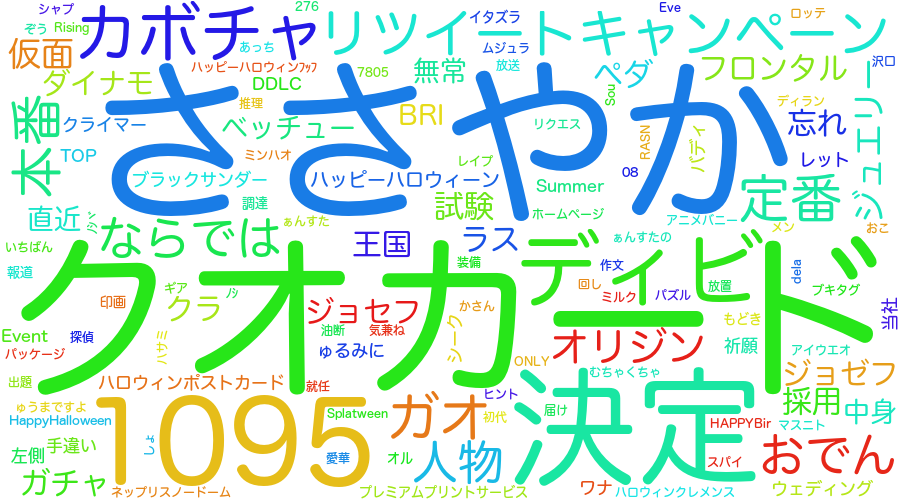 シャブ
276
イタズラ
Eve
ロッテ
ぞう
Rising
カボチャ
リツイートキャンペーン
仮面
あっち
ムジュラ
沢口
ハッピーハロウィンﾌｯﾌ
7805
無常
放送
ペダ
フロンタル
ダイナモ
DDLC
ささやか
推理
BRI
Sou
ディラン
本番
クライマー
ベッチュー
リクエス
RASN
バディ
忘れ
ジュエリー
TOP
ミンハオ
レイプ
08
レット
ブラックサンダー
ハッピーハロウィーン
Summer
定番
調達
試験
ホームページ
アニメバニー
直近
ならでは
ぁんすた
ラス
ぁんすたの
メン
おこ
いちばん
王国
クオカ
ディビ
ード
報道
装備
作文
dela
印画
ギア
クラ
ジョセフ
かさん
回し
ミルク
パズル
放置
ブキタグ
当社
Event
探偵
ハサミ
油断
気兼ね
シーク
オリジン
もどき
祈願
アイウエオ
パッケージ
ゅるみに
ONLY
むちゃくちゃ
ジョゼフ
出題
ハロウィンポストカード
就任
ヒント
決定
採用
中身
ゅうまですよ
HappyHalloween
1095
Splatween
ガオ
初代
届け
HAPPYBir
マスニト
左側
手違い
しょ
愛華
オル
人物
スパイ
おでん
ガチャ
ネップリスノードーム
プレミアムプリントサービス
ワナ
ハロウィンクレメンス
ウェディング